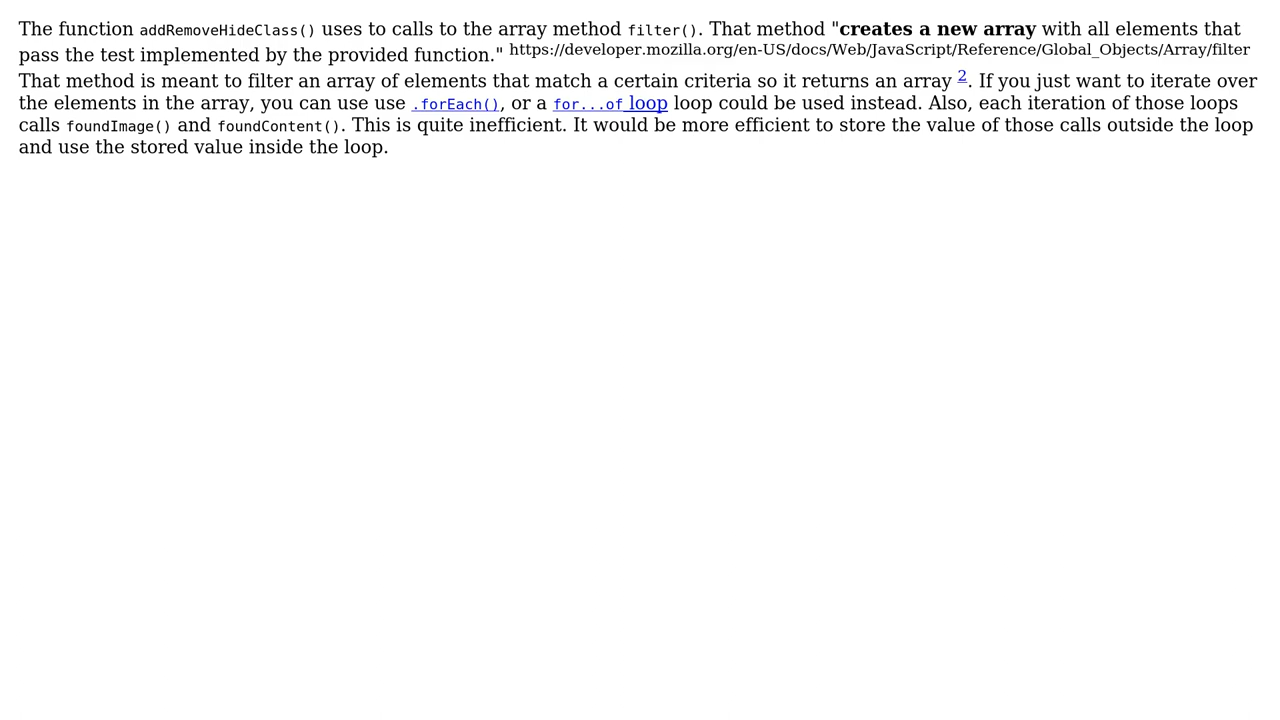 The function addRemoveHideClass() uses to calls to the array method filter(). That method "creates a new array with all elements that
pass the test implemented by the provided function." https://developer.mozilla.org/en-US/docs/Web/JavaScript/Reference/Global_Objects/Array/filter
That method is meant to filter an array of elements that match a certain criteria so it returns an array 2. If you just want to iterate over
the elements in the array, you can use use .forEach(), or a for...of loop loop could be used instead. Also, each iteration of those loops
calls foundImage() and foundContent(). This is quite inefficient. It would be more efficient to store the value of those calls outside the loop
and use the stored value inside the loop.